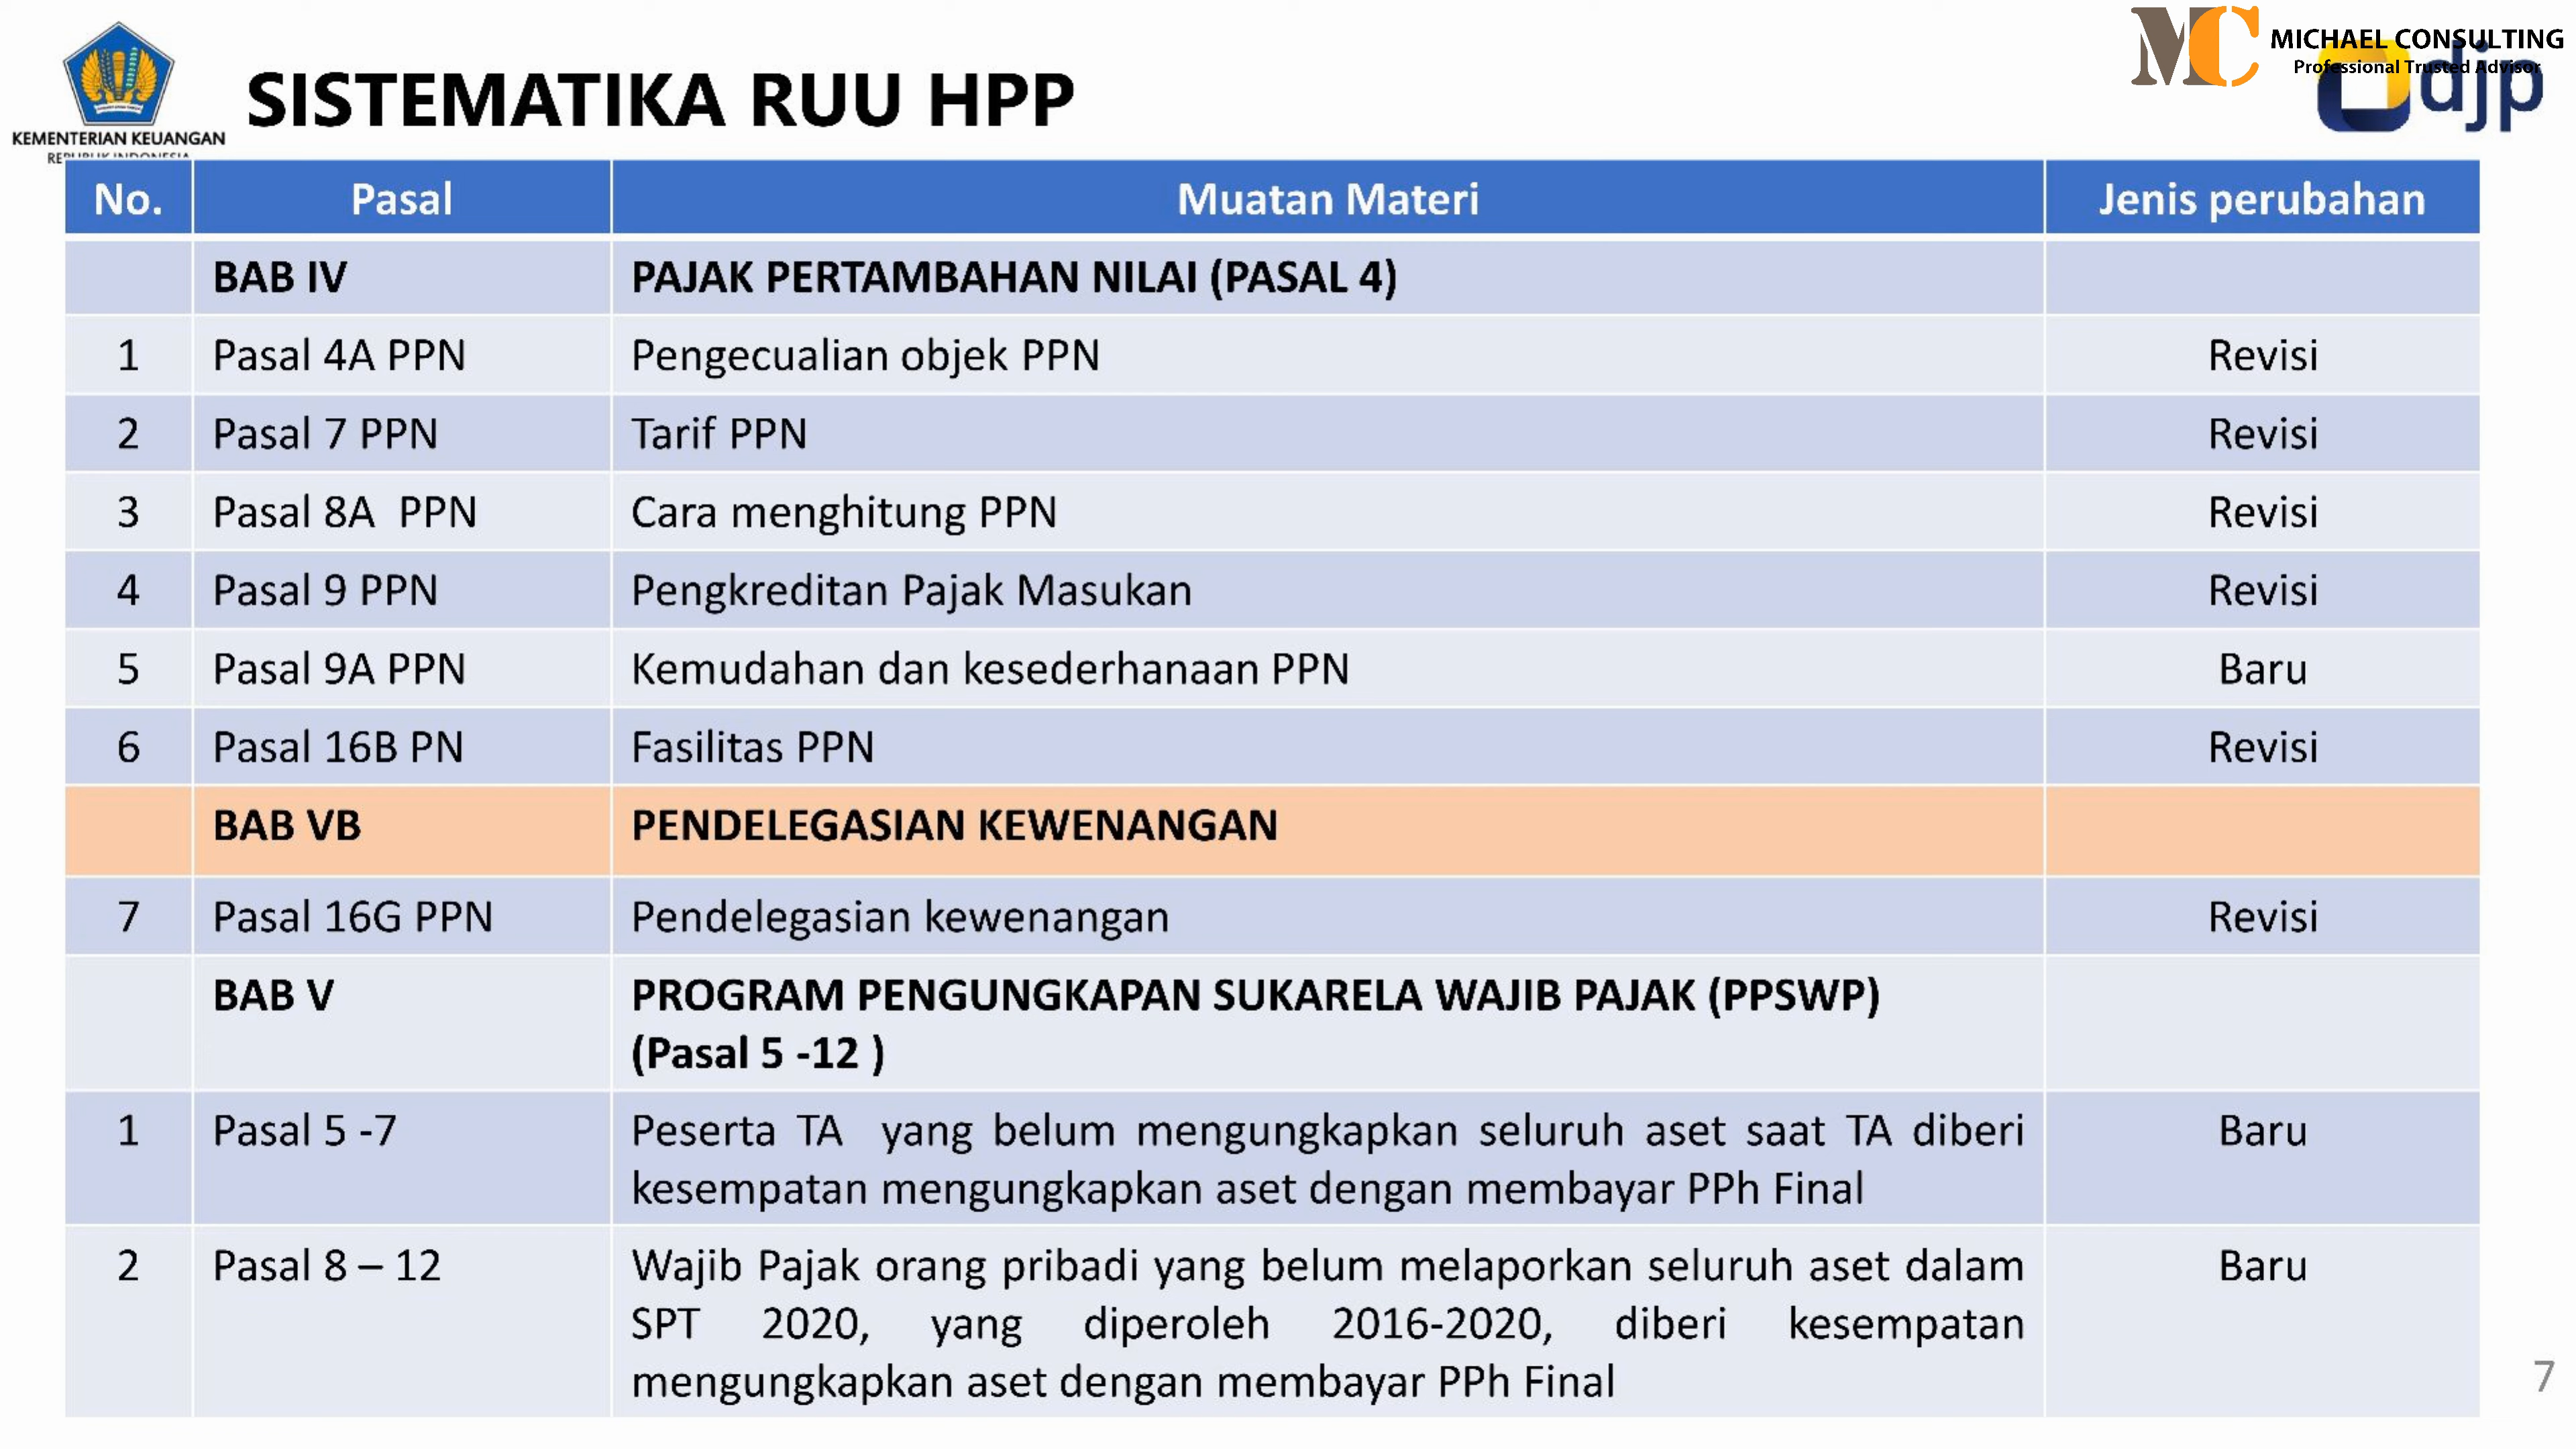 KEMENTERIAN KEUANGAN
REPUBLIK INDONESIA
SISTEMATIKA RUU HPP
MC
MICHAEL CONSULTING
Professional Trusted Advisor
djp
No. Pasal Muatan Materi Jenis perubahan
BAB IV PAJAK PERTAMBAHAN NILAI (PASAL 4)
1 Pasal 4A PPN Pengecualian objek PPN Revisi
2 Pasal 7 PPN Tarif PPN Revisi
3 Pasal 8A PPN Cara menghitung PPN Revisi
4 Pasal 9 PPN Pengkreditan Pajak Masukan Revisi
5 Pasal 9A PPN Kemudahan dan kesederhanaan PPN Baru
6 Pasal 16B PN Fasilitas PPN Revisi
BAB VB PENDELEGASIAN KEWENANGAN
7 Pasal 16G PPN Pendelegasian kewenangan Revisi
BAB V PROGRAM PENGUNGKAPAN SUKARELA WAJIB PAJAK (PPSWP)
(Pasal 5 -12 )
1 Pasal 5 -7 Peserta TA yang belum mengungkapkan seluruh aset saat TA diberi Baru
kesempatan mengungkapkan aset dengan membayar PPh Final
2 Pasal 8 – 12 Wajib Pajak orang pribadi yang belum melaporkan seluruh aset dalam Baru
SPT 2020, yang diperoleh 2016-2020, diberi kesempatan
mengungkapkan aset dengan membayar PPh Final
7